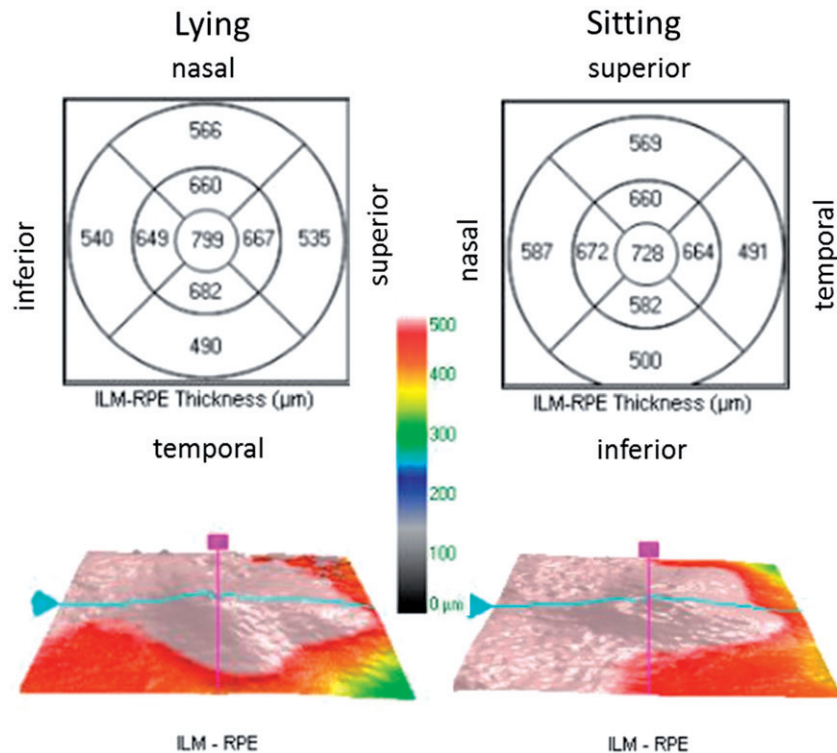 Lying
nasal
566
660
inferior
540 649 799 667 535
superior
682
490
ILM-RPE Thickness (µm)
temporal
Sitting
superior
569
660
nasal
587 672 728 664 491
temporal
582
500
ILM-RPE Thickness (µm)
inferior
500
400
300
200
100
0 µm
ILM - RPE
ILM - RPE